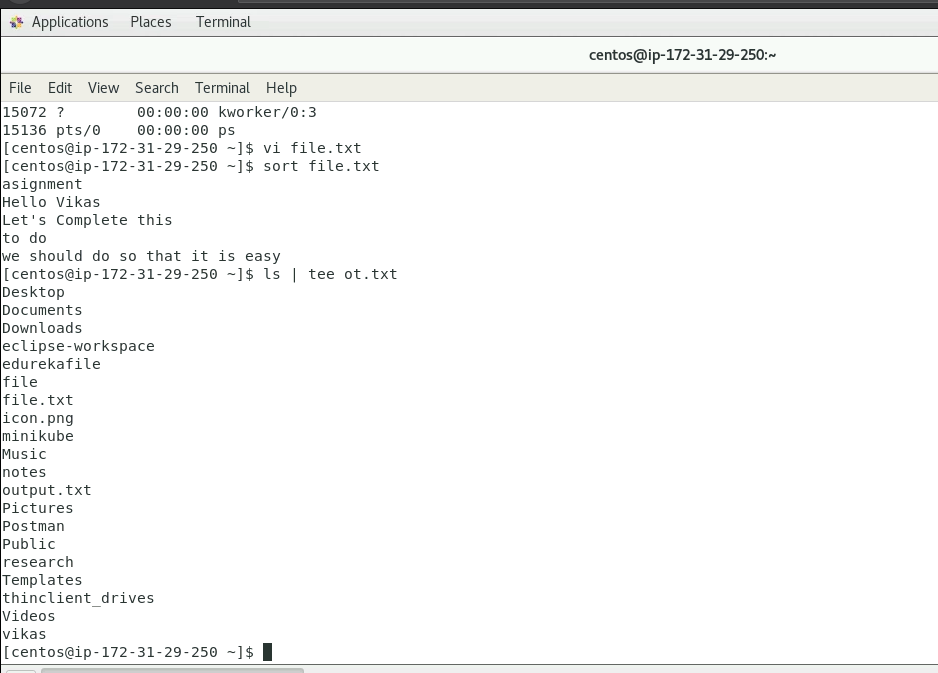 Applications Places Terminal
centos@ip-172-31-29-250:~
File Edit View Search Terminal Help
15072 ?        00:00:00 kworker/0:3
15136 pts/0    00:00:00 ps
[centos@ip-172-31-29-250 ~]$ vi file.txt
[centos@ip-172-31-29-250 ~]$ sort file.txt
asignment
Hello Vikas
Let's Complete this
to do
we should do so that it is easy
[centos@ip-172-31-29-250 ~]$ ls | tee ot.txt
Desktop
Documents
Downloads
eclipse-workspace
edurekafile
file
file.txt
icon.png
minikube
Music
notes
output.txt
Pictures
Postman
Public
research
Templates
thinclient_drives
Videos
vikas
[centos@ip-172-31-29-250 ~]$